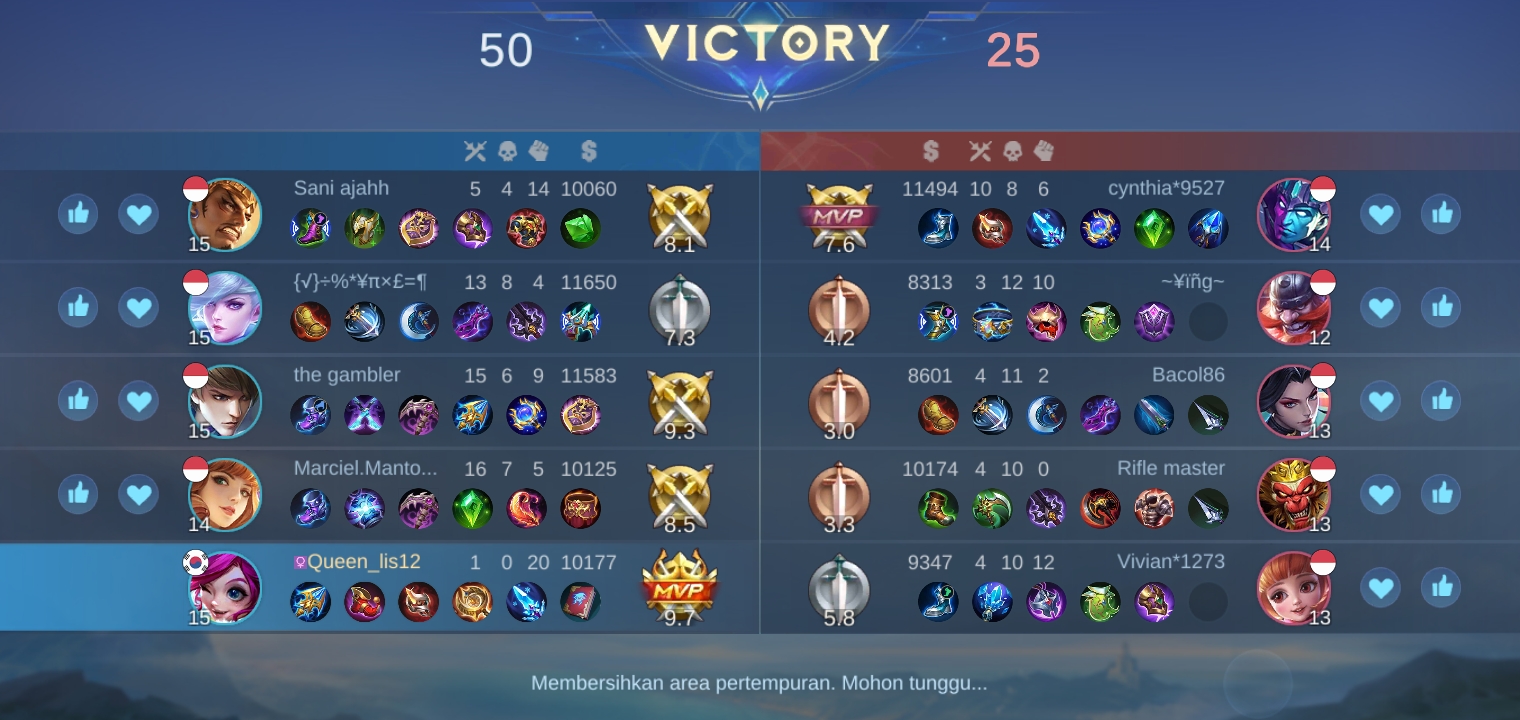 50 VICTORY 25
Sani ajahh 5 4 14 10060
15 8.1
MVP 11494 10 8 6 cynthia*9527
7.6 14
{√}÷%*¥π×£=¶ 13 8 4 11650
15 7.3
8313 3 12 10 ~¥ïñg~
4.2 12
the gambler 15 6 9 11583
15 9.3
8601 4 11 2 Bacol86
3.0 13
Marciel.Manto... 16 7 5 10125
14 8.5
10174 4 10 0 Rifle master
3.3 13
♀Queen_lis12 1 0 20 10177
MVP
15 9.7
9347 4 10 12 Vivian*1273
5.8 13
Membersihkan area pertempuran. Mohon tunggu...